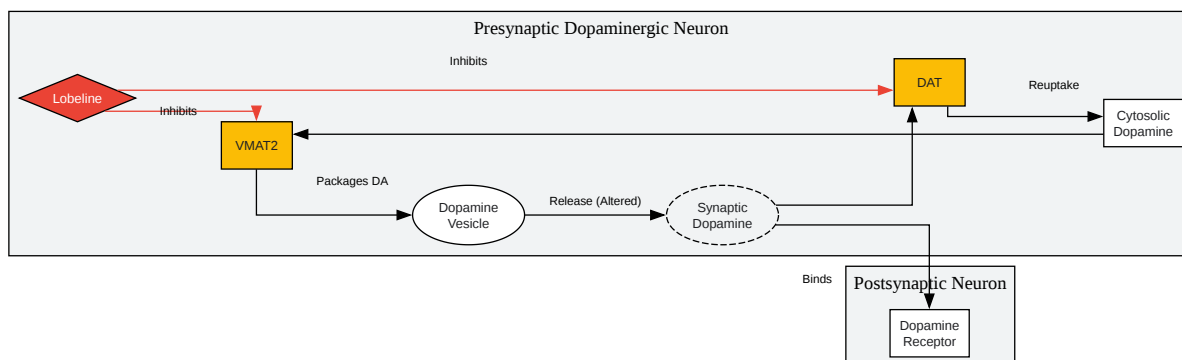 Presynaptic Dopaminergic Neuron
Inhibits
DAT
Reuptake
Lobeline
Inhibits
Cytosolic
Dopamine
VMAT2
Packages DA
Dopamine
Vesicle
Release (Altered)
Synaptic
Dopamine
Binds
Postsynaptic Neuron
Dopamine
Receptor